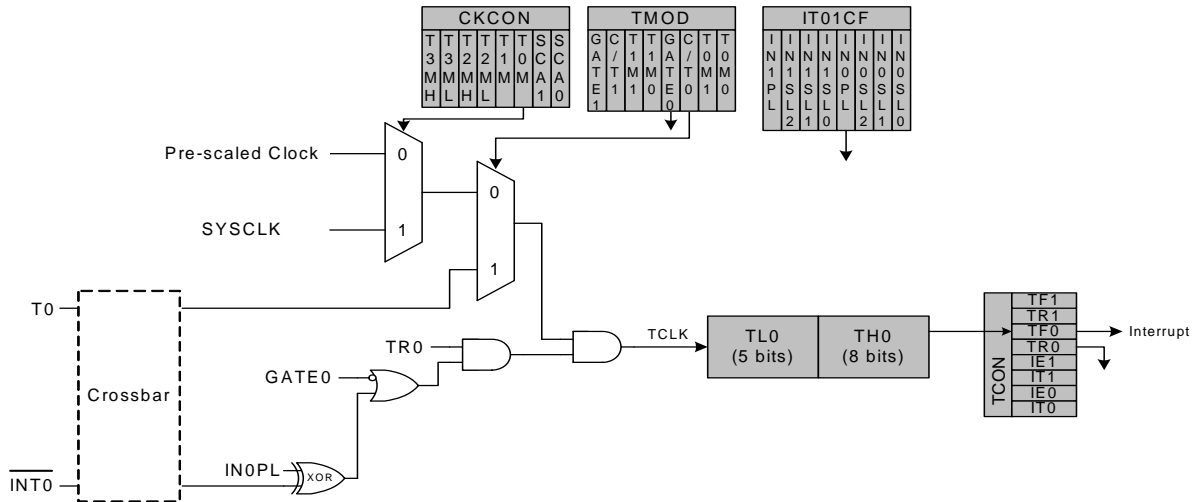 CKCON
T3MH T3ML T2MH T2ML T1M T0M SCA1 SCA0
TMOD
GATE1 C/T1 T1M1 T1M0 GATE0 C/T0 T0M1 T0M0
IT01CF
IN1PL IN1SL2 IN1SL1 IN1SL0 IN0PL IN0SL2 IN0SL1 IN0SL0
Pre-scaled Clock
0
SYSCLK
1
0
1
T0
Crossbar
INT0
TR0
GATE0
IN0PL
XOR
TCLK
TL0
(5 bits)
TH0
(8 bits)
TCON
TF1
TR1
TF0
TR0
IE1
IT1
IE0
IT0
Interrupt